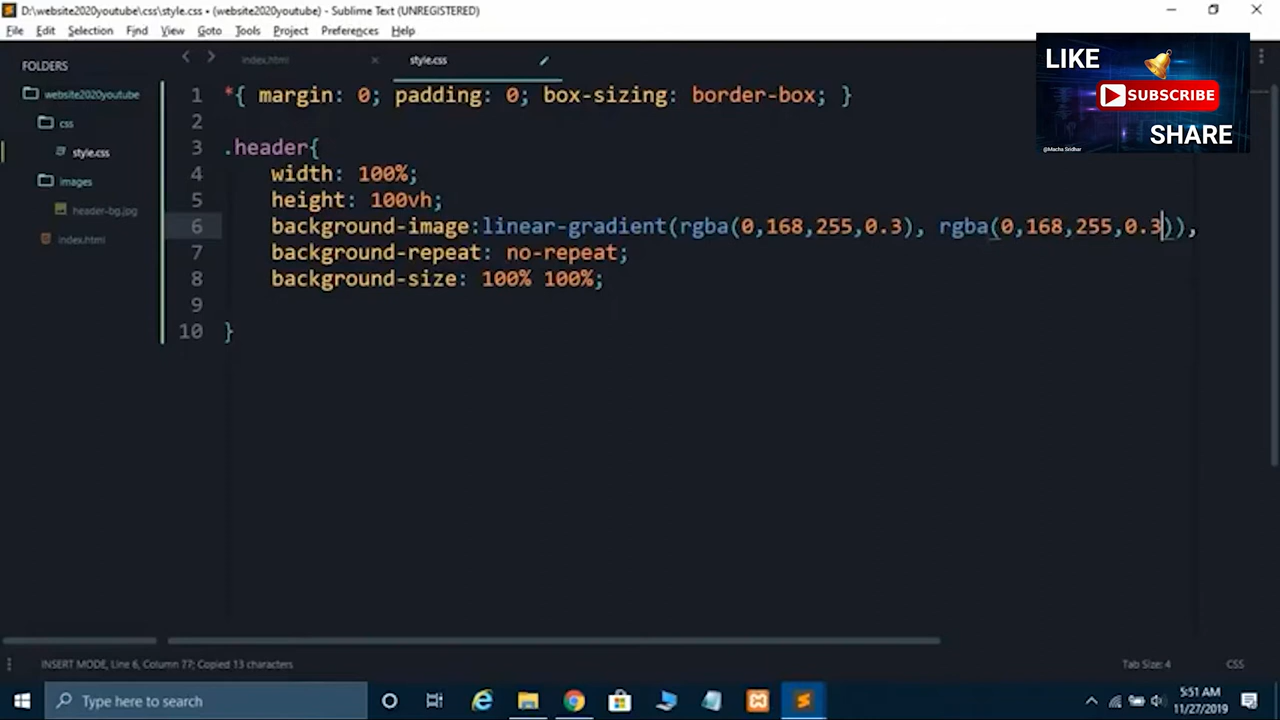 D:\website2020youtube\css\style.css • (website2020youtube) - Sublime Text (UNREGISTERED)
File Edit Selection Find View Goto Tools Project Preferences Help
FOLDERS
website2020youtube
css
style.css
images
header-bg.jpg
index.html
index.html
style.css
1 *{ margin: 0; padding: 0; box-sizing: border-box; }
2
3 .header{
4 width: 100%;
5 height: 100vh;
6 background-image:linear-gradient(rgba(0,168,255,0.3), rgba(0,168,255,0.3)),
7 background-repeat: no-repeat;
8 background-size: 100% 100%;
9
10 }
LIKE
SUBSCRIBE
SHARE
@Macha Sridhar
INSERT MODE, Line 6, Column 77; Copied 13 characters
Tab Size: 4
CSS
Type here to search
5:51 AM
11/27/2019